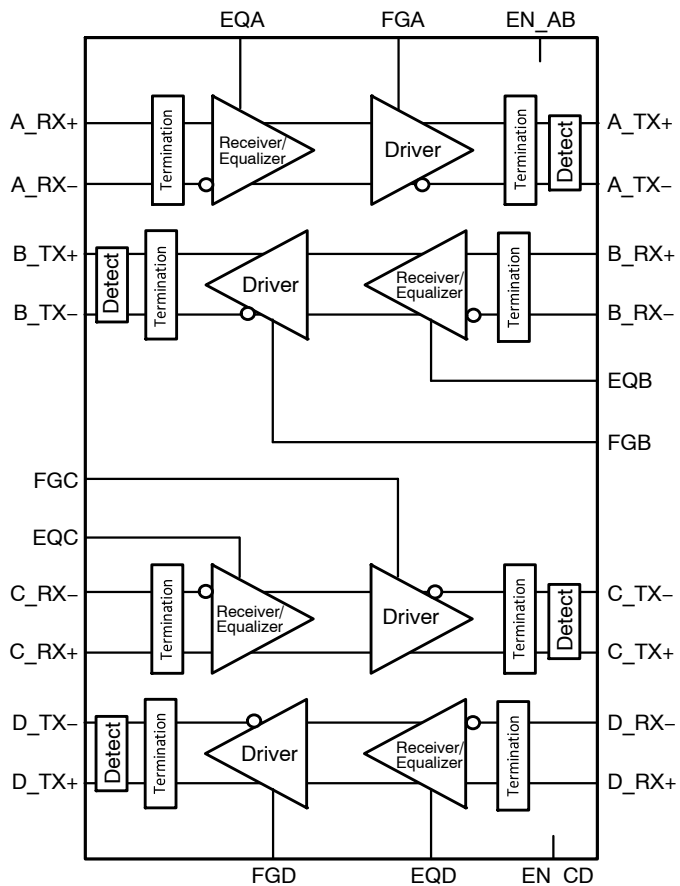 EQA FGA EN_AB
A_RX+ A_TX+
Termination Receiver/ Equalizer Driver Termination Detect
A_RX− A_TX−
B_TX+ B_RX+
Detect Termination Driver Receiver/ Equalizer Termination
B_TX− B_RX−
EQB
FGB
FGC
EQC
C_RX− C_TX−
Termination Receiver/ Equalizer Driver Termination Detect
C_RX+ C_TX+
D_TX− D_RX−
Detect Termination Driver Receiver/ Equalizer Termination
D_TX+ D_RX+
FGD EQD EN_CD